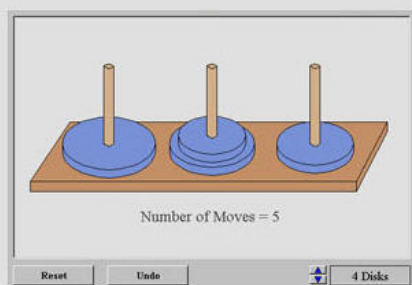 Number of Moves = 5
Reset
Undo
4 Disks